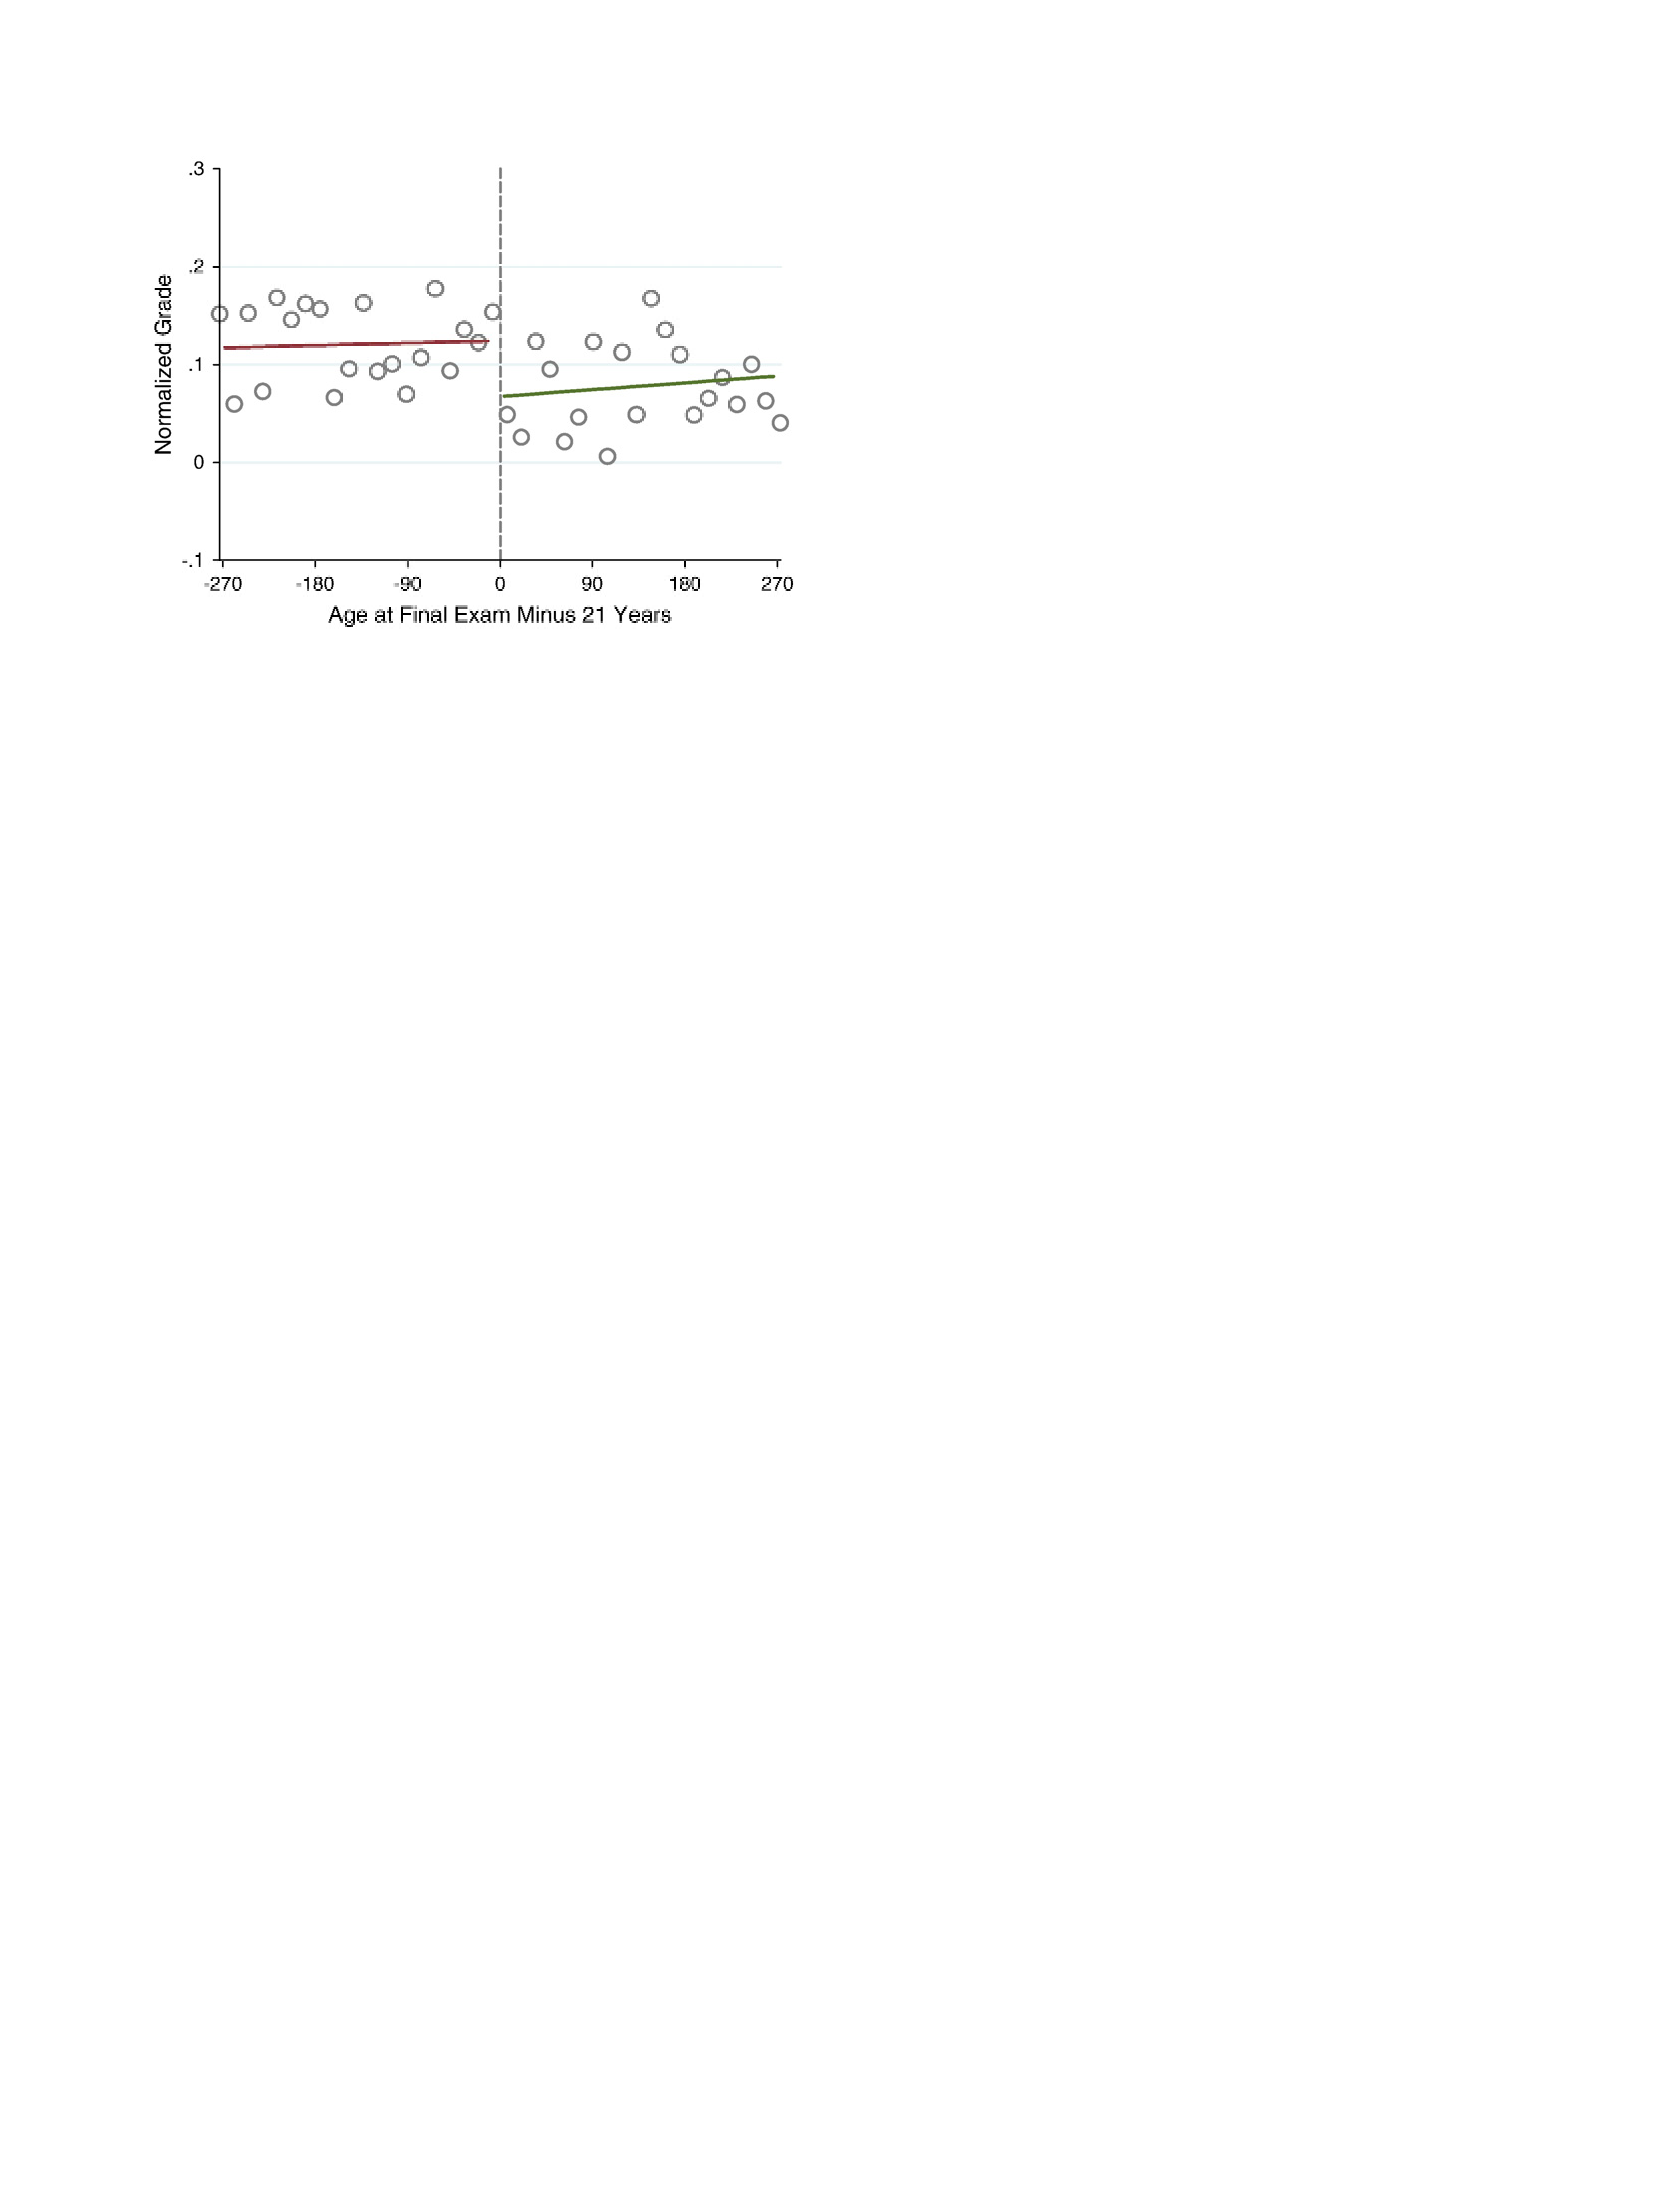 .3
.2
.1
0
-.1
Normalized Grade
-270 -180 -90 0 90 180 270
Age at Final Exam Minus 21 Years